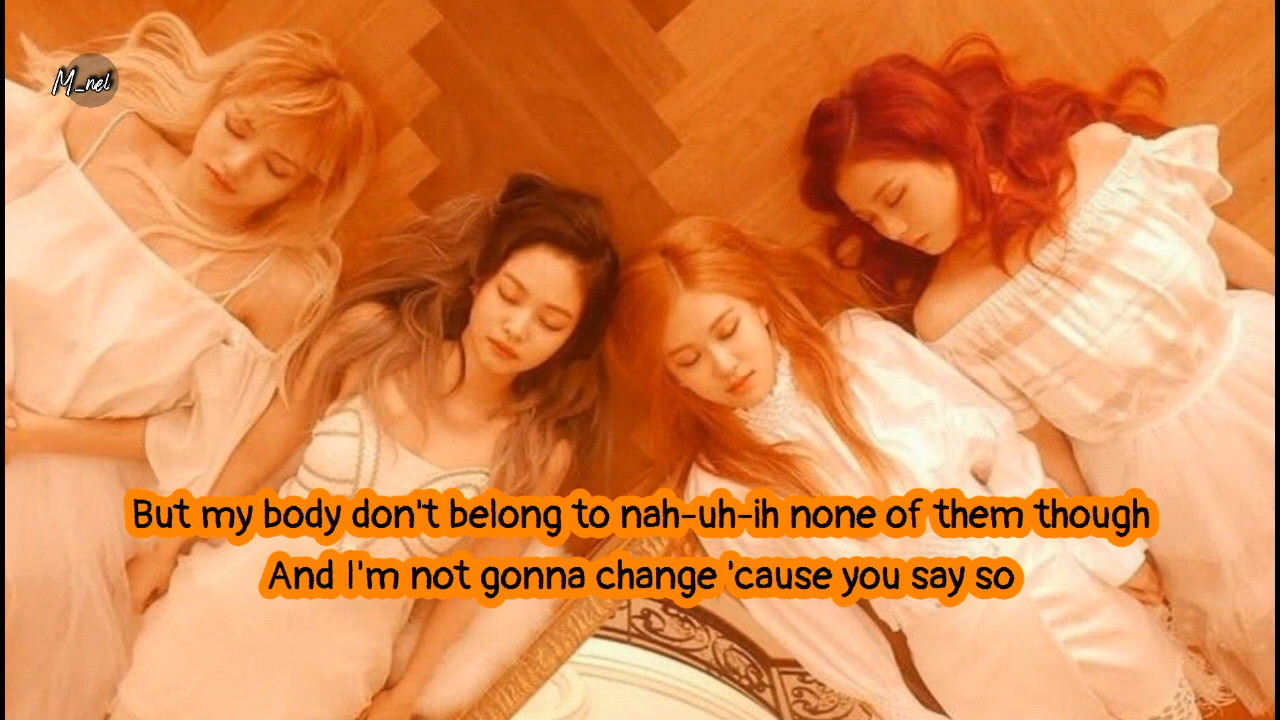 M_nel
But my body don't belong to nah-uh-ih none of them though
And I'm not gonna change 'cause you say so